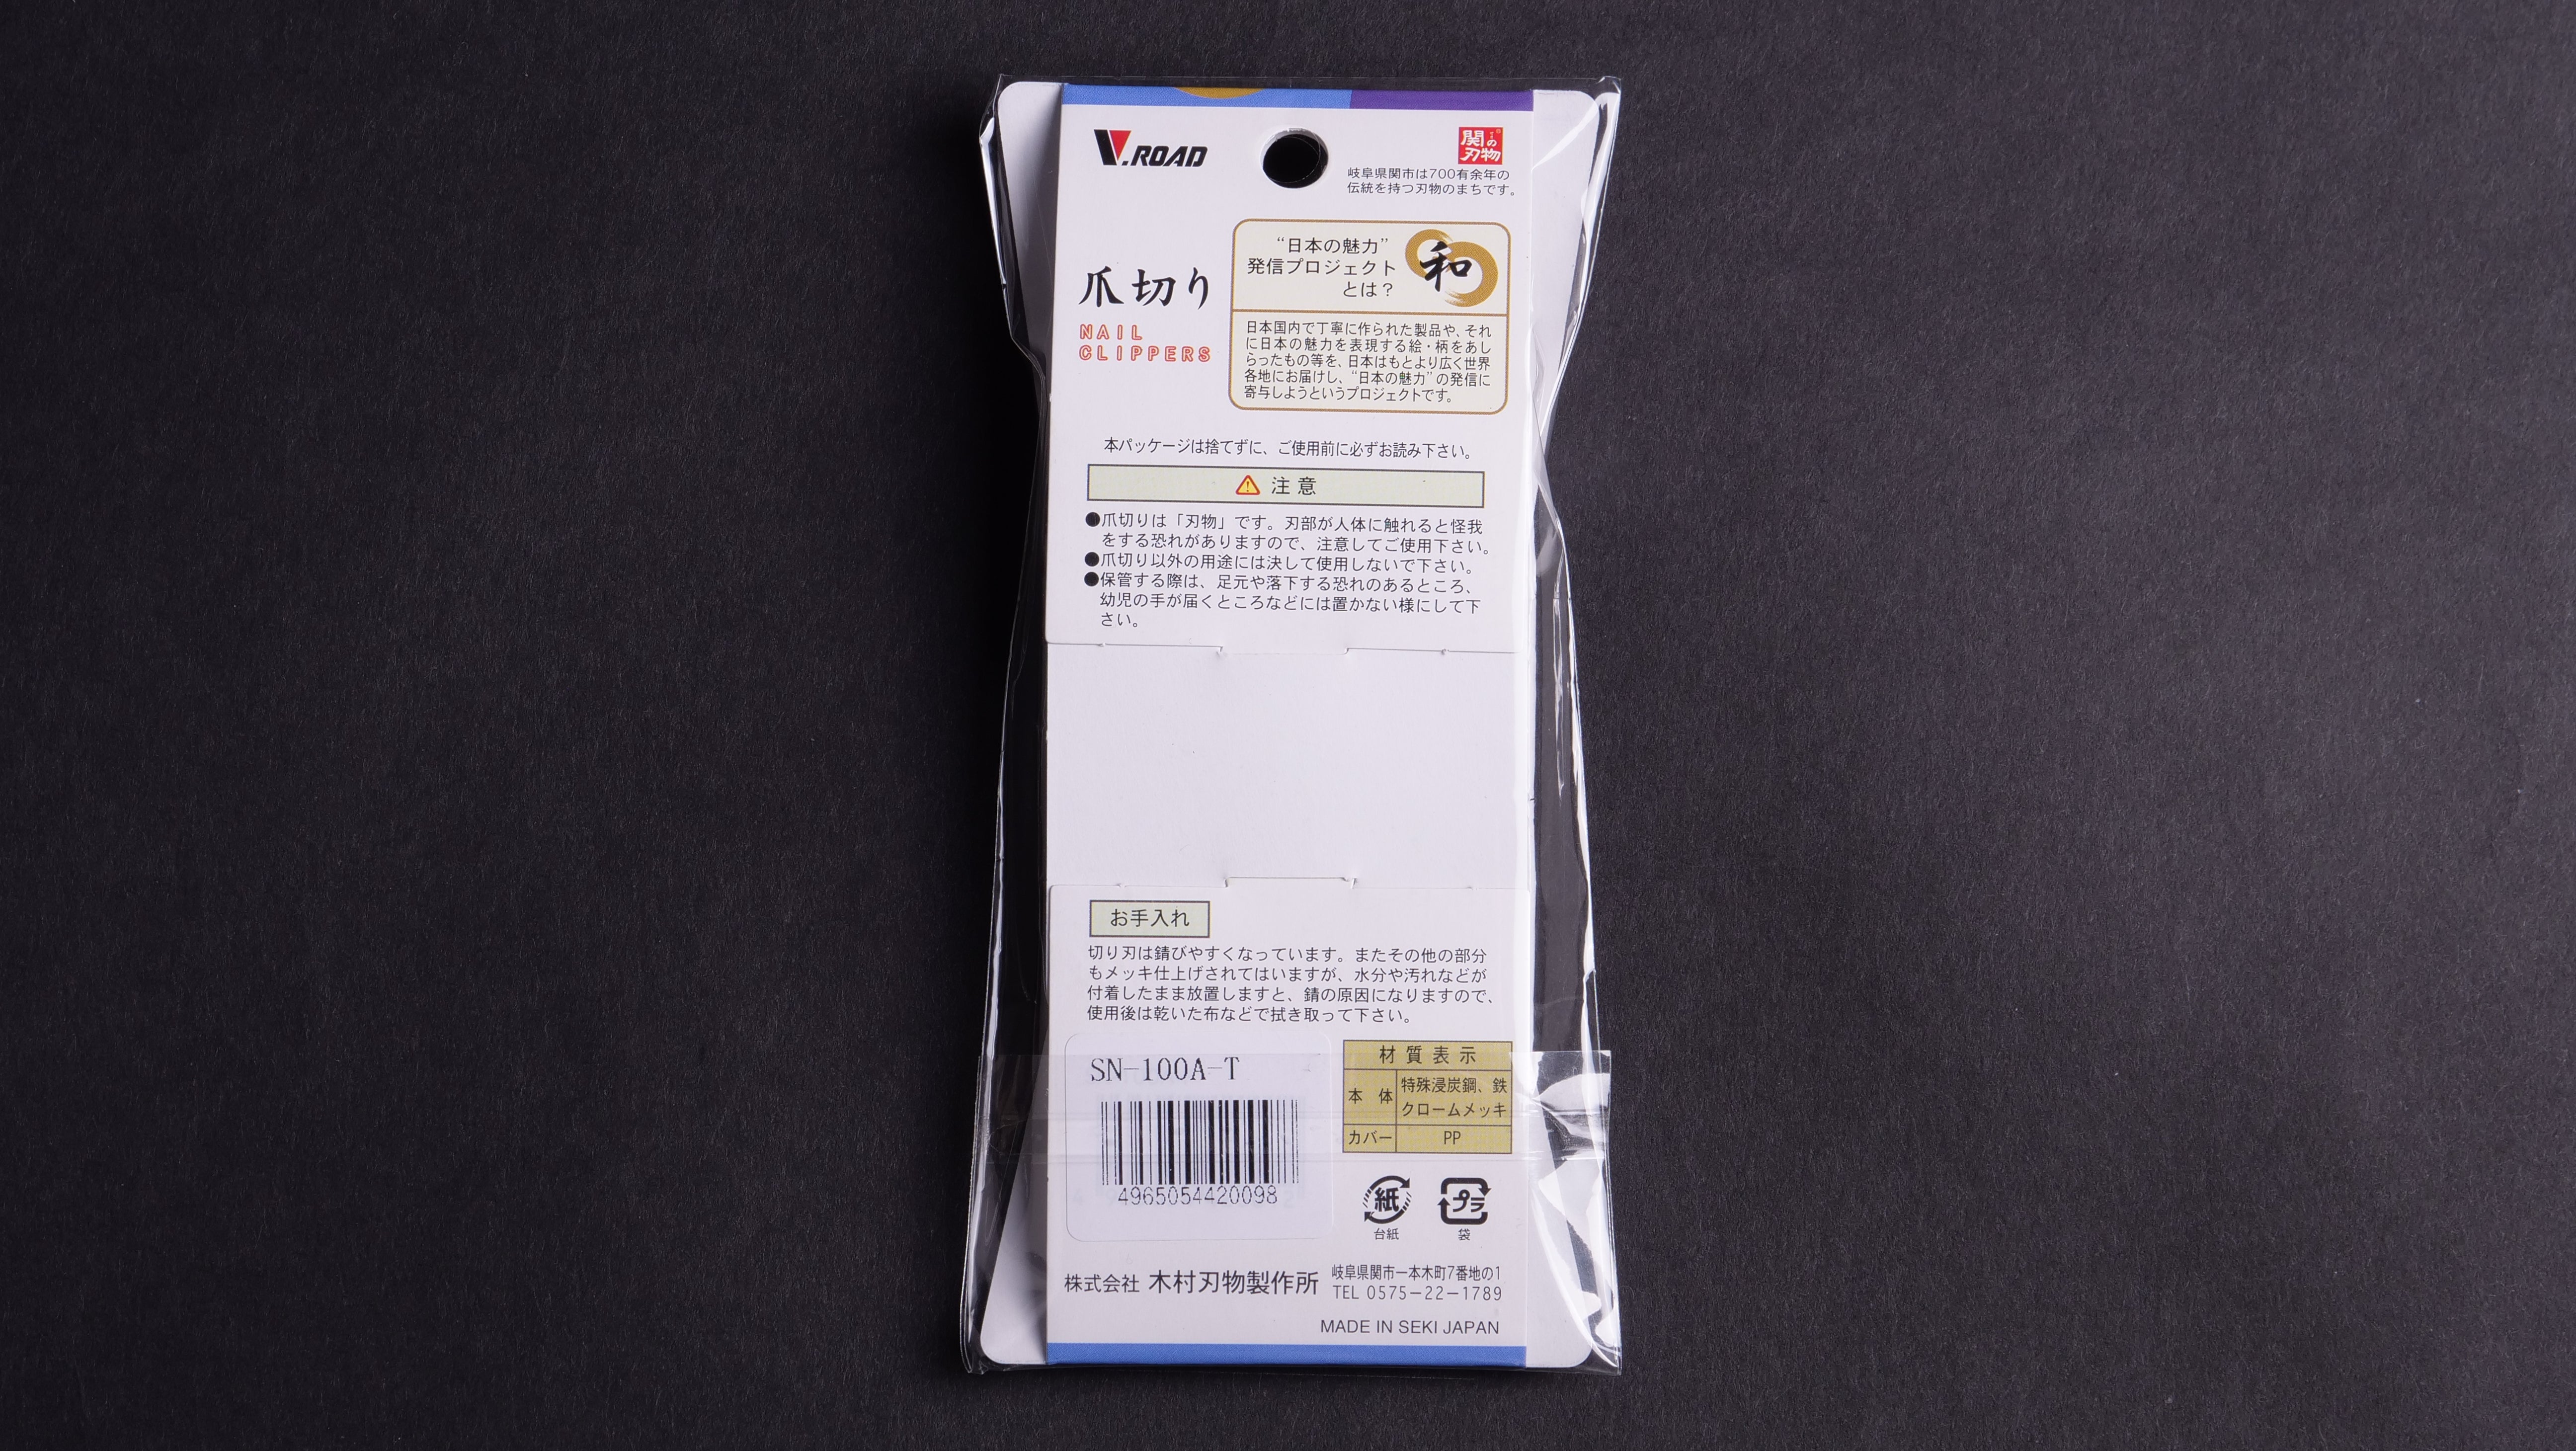 V.ROAD
関の刃物
岐阜県関市は700有余年の
伝統を持つ刃物のまちです。
爪切り
NAIL
CLIPPERS
“日本の魅力”
発信プロジェクト
とは？
和
日本国内で丁寧に作られた製品や、それ
に日本の魅力を表現する絵・柄をあし
らったもの等を、日本はもとより広く世界
各地にお届けし、“日本の魅力”の発信に
寄与しようというプロジェクトです。
本パッケージは捨てずに、ご使用前に必ずお読み下さい。
注意
●爪切りは「刃物」です。刃部が人体に触れると怪我
をする恐れがありますので、注意してご使用下さい。
●爪切り以外の用途には決して使用しないで下さい。
●保管する際は、足元や落下する恐れのあるところ、
幼児の手が届くところなどには置かない様にして下
さい。
お手入れ
切り刃は錆びやすくなっています。またその他の部分
もメッキ仕上げされてはいますが、水分や汚れなどが
付着したまま放置しますと、錆の原因になりますので、
使用後は乾いた布などで拭き取って下さい。
SN-100A-T
4965054420098
材質表示
本体 特殊浸炭鋼、鉄
クロームメッキ
カバー PP
紙
台紙
プラ
袋
株式会社 木村刃物製作所
岐阜県関市一本木町7番地の1
TEL 0575－22－1789
MADE IN SEKI JAPAN